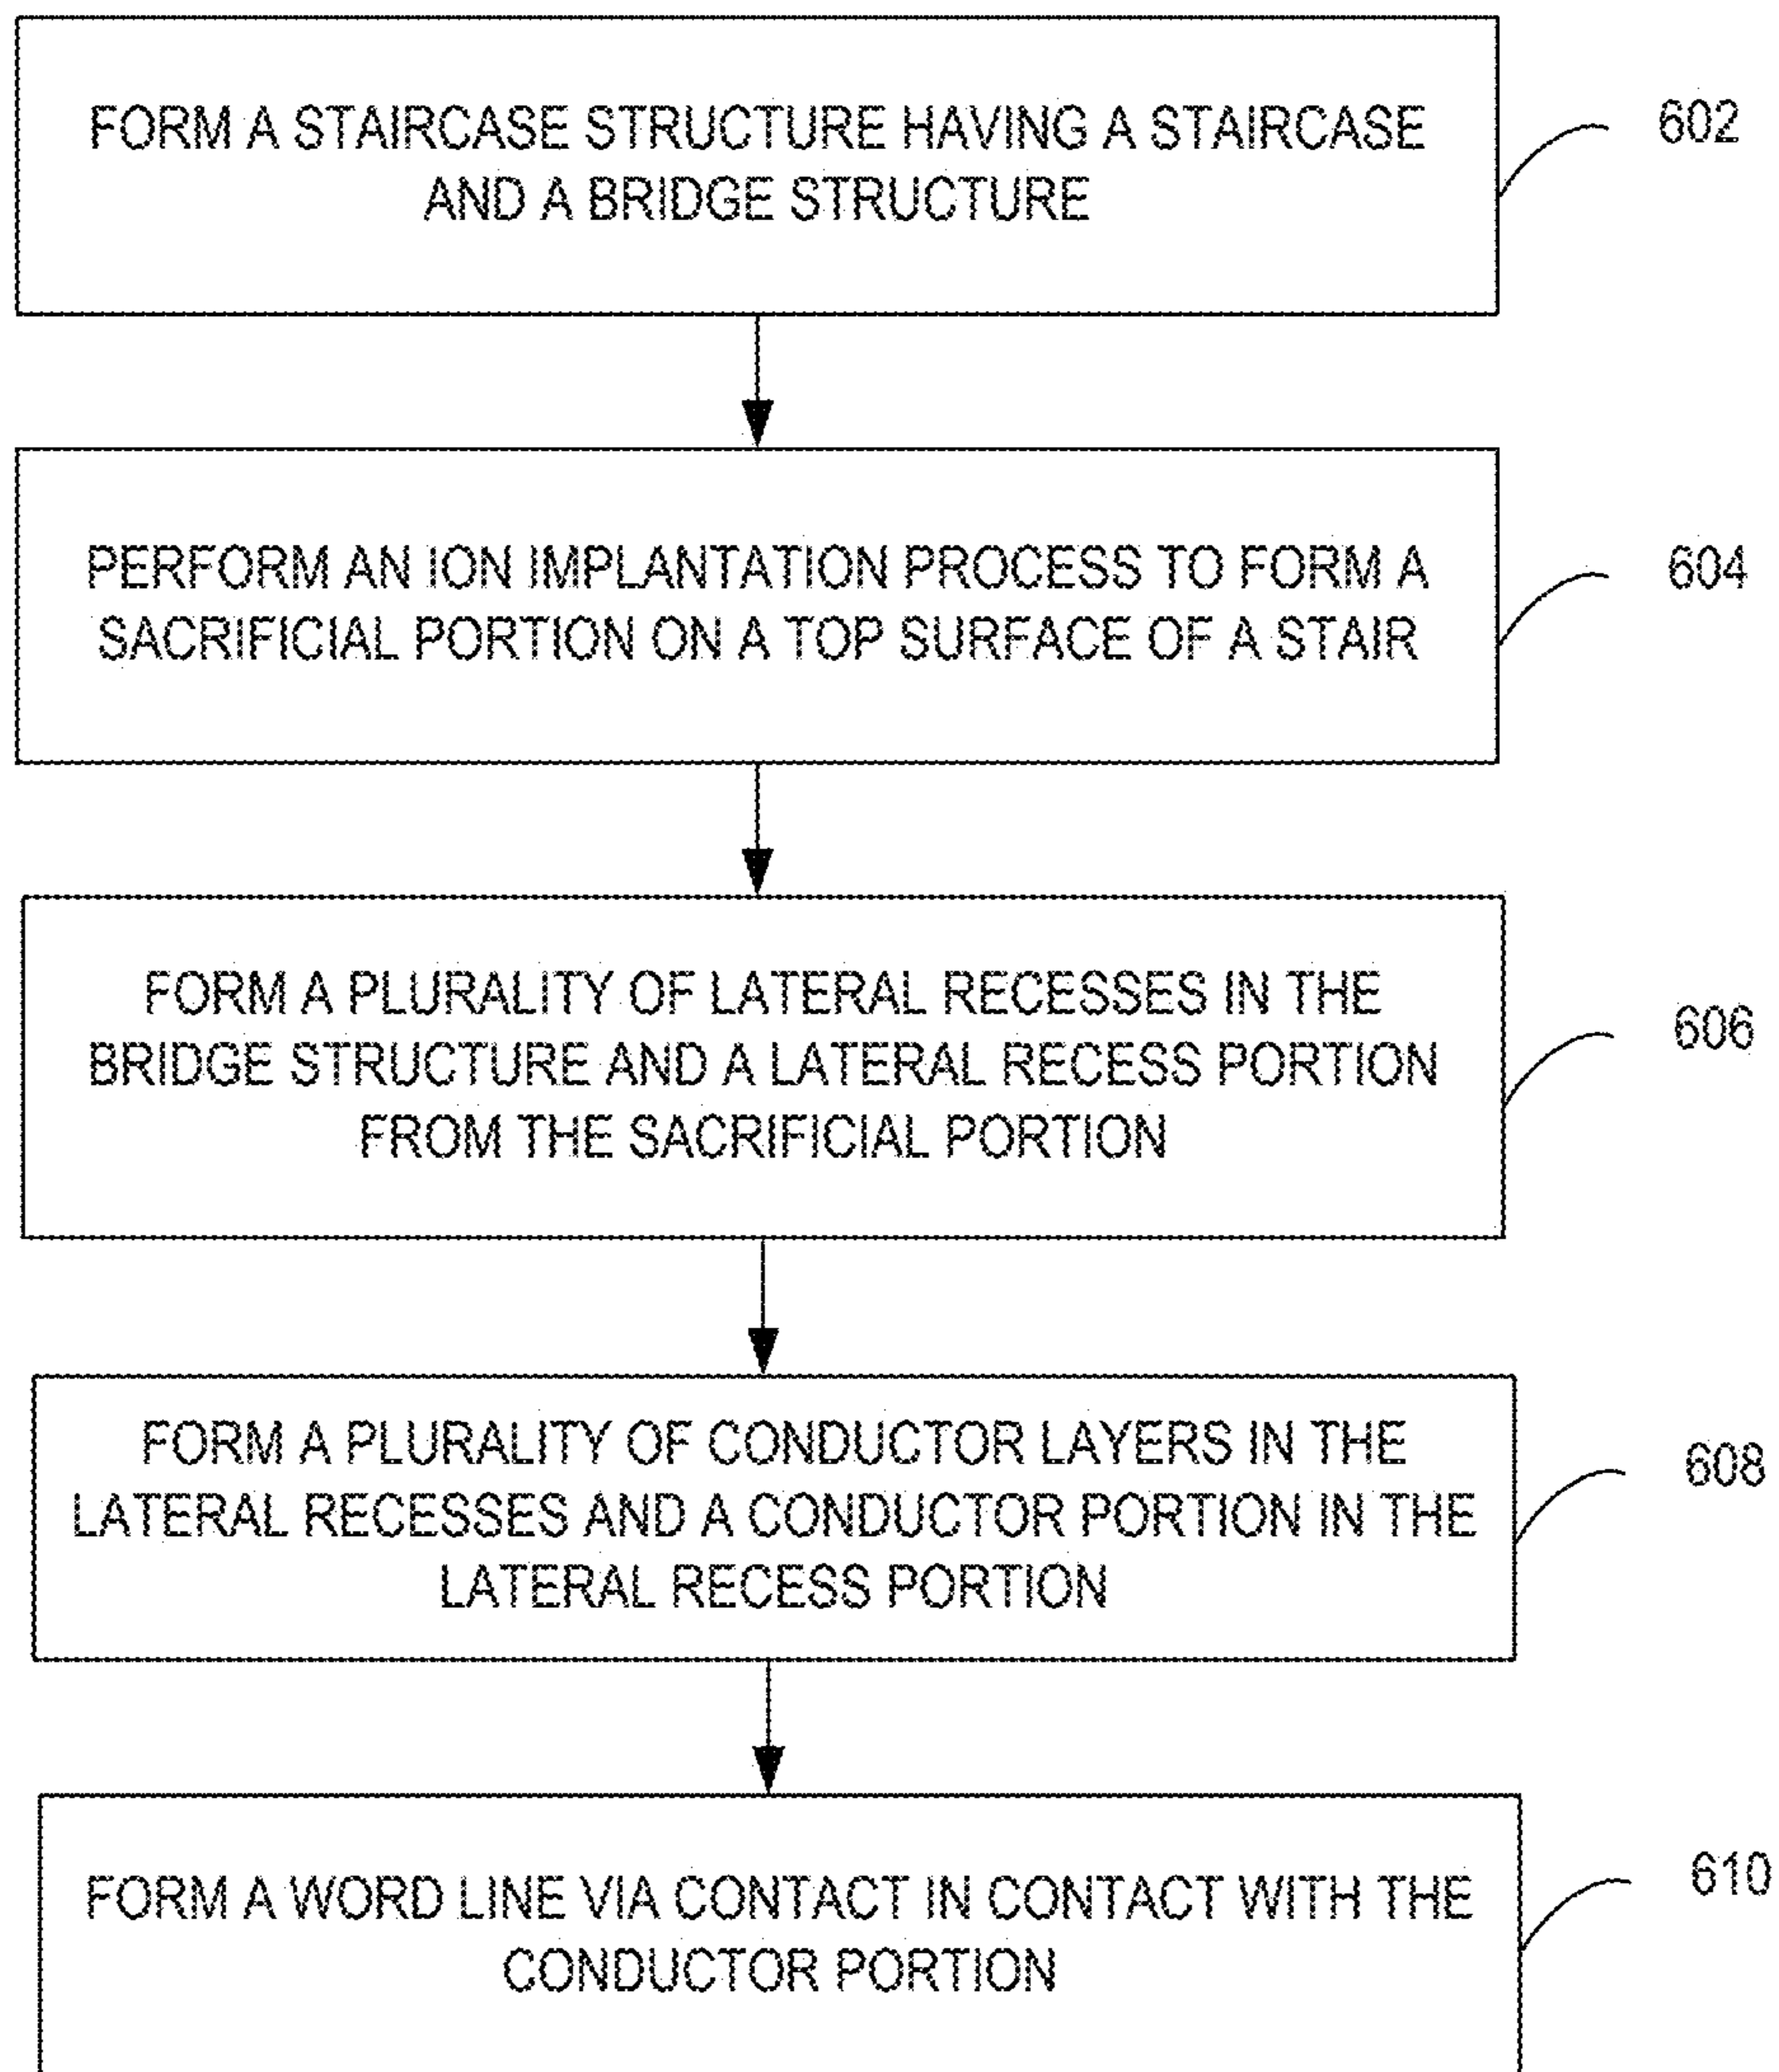 FORM A STAIRCASE STRUCTURE HAVING A STAIRCASE
AND A BRIDGE STRUCTURE
602
PERFORM AN ION IMPLANTATION PROCESS TO FORM A
SACRIFICIAL PORTION ON A TOP SURFACE OF A STAIR
604
FORM A PLURALITY OF LATERAL RECESSES IN THE
BRIDGE STRUCTURE AND A LATERAL RECESS PORTION
FROM THE SACRIFICIAL PORTION
606
FORM A PLURALITY OF CONDUCTOR LAYERS IN THE
LATERAL RECESSES AND A CONDUCTOR PORTION IN THE
LATERAL RECESS PORTION
608
FORM A WORD LINE VIA CONTACT IN CONTACT WITH THE
CONDUCTOR PORTION
610